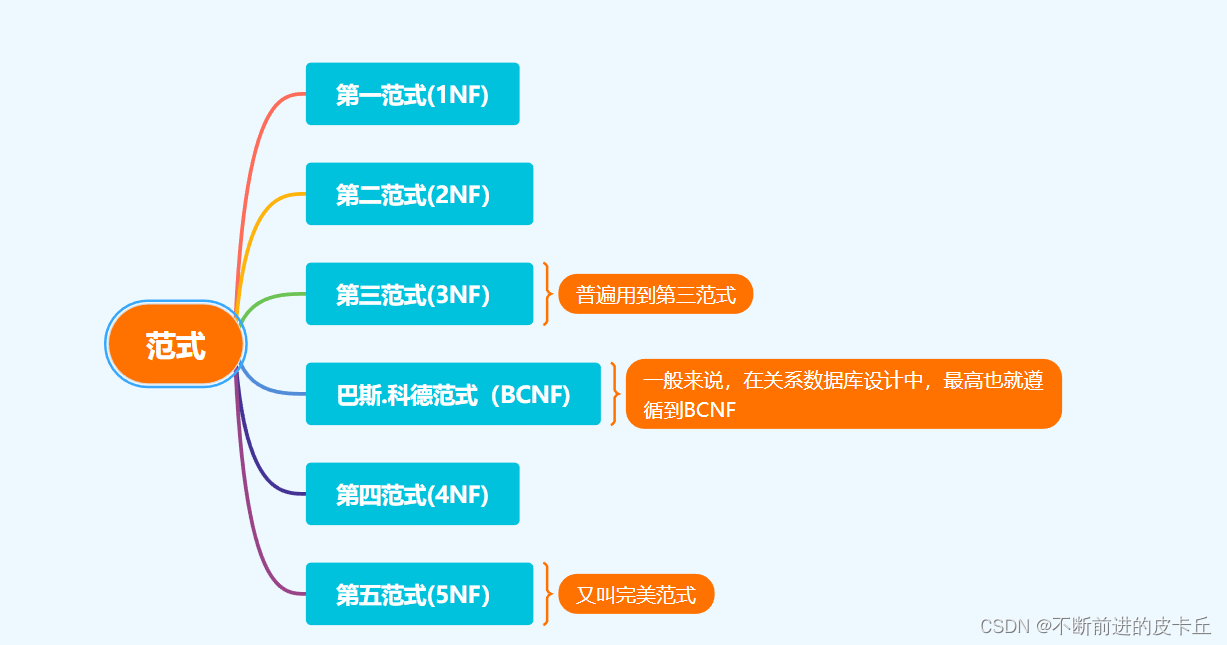 第一范式(1NF)
第二范式(2NF)
第三范式(3NF)
普遍用到第三范式
范式
巴斯.科德范式（BCNF)
一般来说，在关系数据库设计中，最高也就遵
循到BCNF
第四范式(4NF)
第五范式(5NF)
又叫完美范式
CSDN @不断前进的皮卡丘